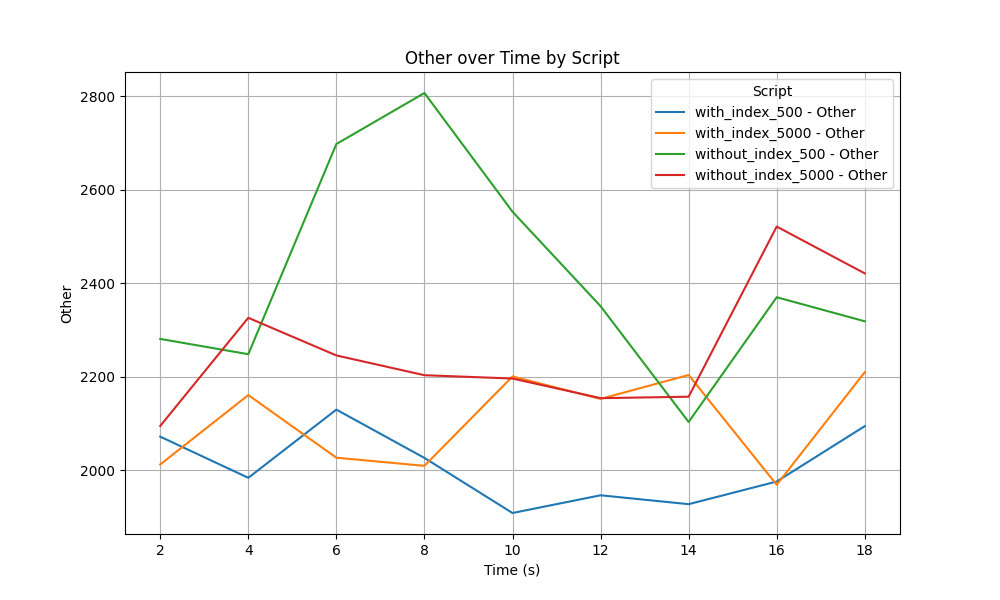 Other over Time by Script
Script
with_index_500 - Other
with_index_5000 - Other
without_index_500 - Other
without_index_5000 - Other
Other
2800
2600
2400
2200
2000
2 4 6 8 10 12 14 16 18
Time (s)